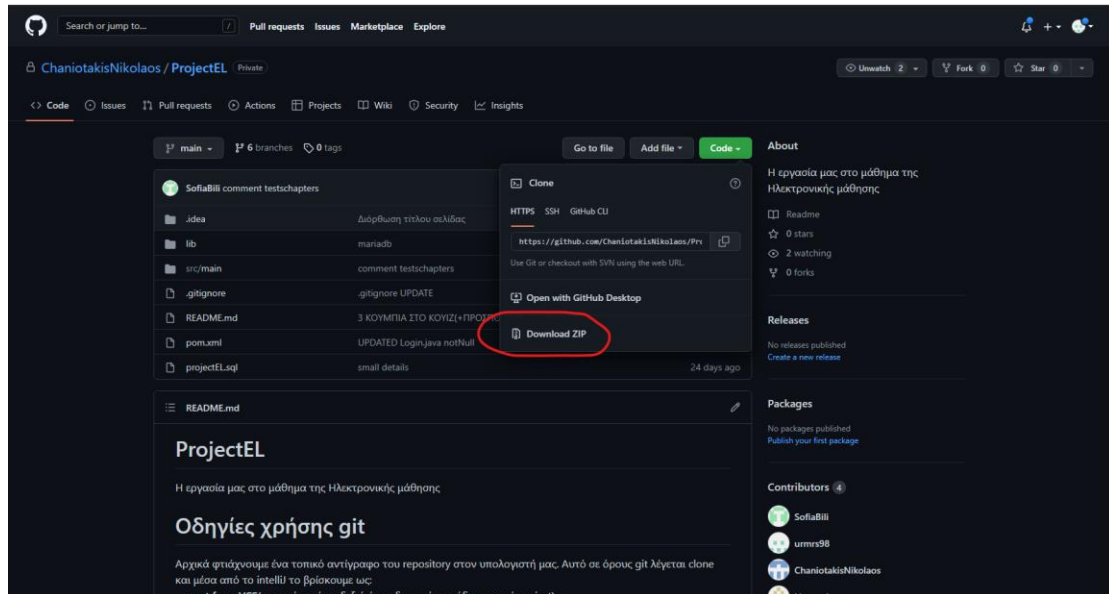 Search or jump to... / Pull requests Issues Marketplace Explore
ChaniotakisNikolaos / ProjectEL Private
Unwatch 2 Fork 0 Star 0
Code Issues Pull requests Actions Projects Wiki Security Insights
main 6 branches 0 tags Go to file Add file Code
SofiaBili comment testschapters
.idea Διόρθωση τίτλου σελίδας
lib mariadb
src/main comment testschapters
.gitignore .gitignore UPDATE
README.md 3 ΚΟΥΜΠΙΑ ΣΤΟ ΚΟΥΙΖ(+ΠΡΟΣΠ
pom.xml UPDATED Login.java notNull
projectEL.sql small details 24 days ago
Clone
HTTPS SSH GitHub CLI
https://github.com/ChaniotakisNikolaos/Pro
Use Git or checkout with SVN using the web URL.
Open with GitHub Desktop
Download ZIP
README.md
ProjectEL
Η εργασία μας στο μάθημα της Ηλεκτρονικής μάθησης
Οδηγίες χρήσης git
Αρχικά φτιάχνουμε ένα τοπικό αντίγραφο του repository στον υπολογιστή μας. Αυτό σε όρους git λέγεται clone
και μέσα από το intelliJ το βρίσκουμε ως:
About
Η εργασία μας στο μάθημα της
Ηλεκτρονικής μάθησης
Readme
0 stars
2 watching
0 forks
Releases
No releases published
Create a new release
Packages
No packages published
Publish your first package
Contributors 4
SofiaBili
urmrs98
ChaniotakisNikolaos